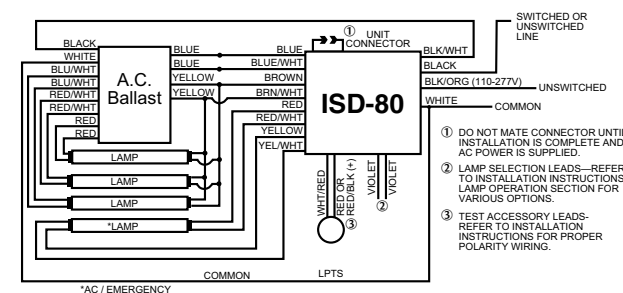 SWITCHED OR
UNSWITCHED
LINE
① UNIT
CONNECTOR
BLACK
WHITE
BLU/WHT
BLU/WHT
RED/WHT
RED/WHT
RED
RED
A.C.
Ballast
BLUE
BLUE
YELLOW
YELLOW
BLUE
BLUE/WHT
BROWN
BRN/WHT
RED
RED/WHT
YELLOW
YEL/WHT
ISD-80
BLK/WHT
BLACK
BLK/ORG (110-277V)
UNSWITCHED
WHITE
COMMON
LAMP
LAMP
LAMP
*LAMP
WHT/RED
RED OR
RED/BLK (+)
③
VIOLET
VIOLET
②
① DO NOT MATE CONNECTOR UNTIL
INSTALLATION IS COMPLETE AND
AC POWER IS SUPPLIED.
② LAMP SELECTION LEADS—REFER
TO INSTALLATION INSTRUCTIONS
LAMP OPERATION SECTION FOR
VARIOUS OPTIONS.
③ TEST ACCESSORY LEADS-
REFER TO INSTALLATION
INSTRUCTIONS FOR PROPER
POLARITY WIRING.
COMMON
LPTS
*AC / EMERGENCY